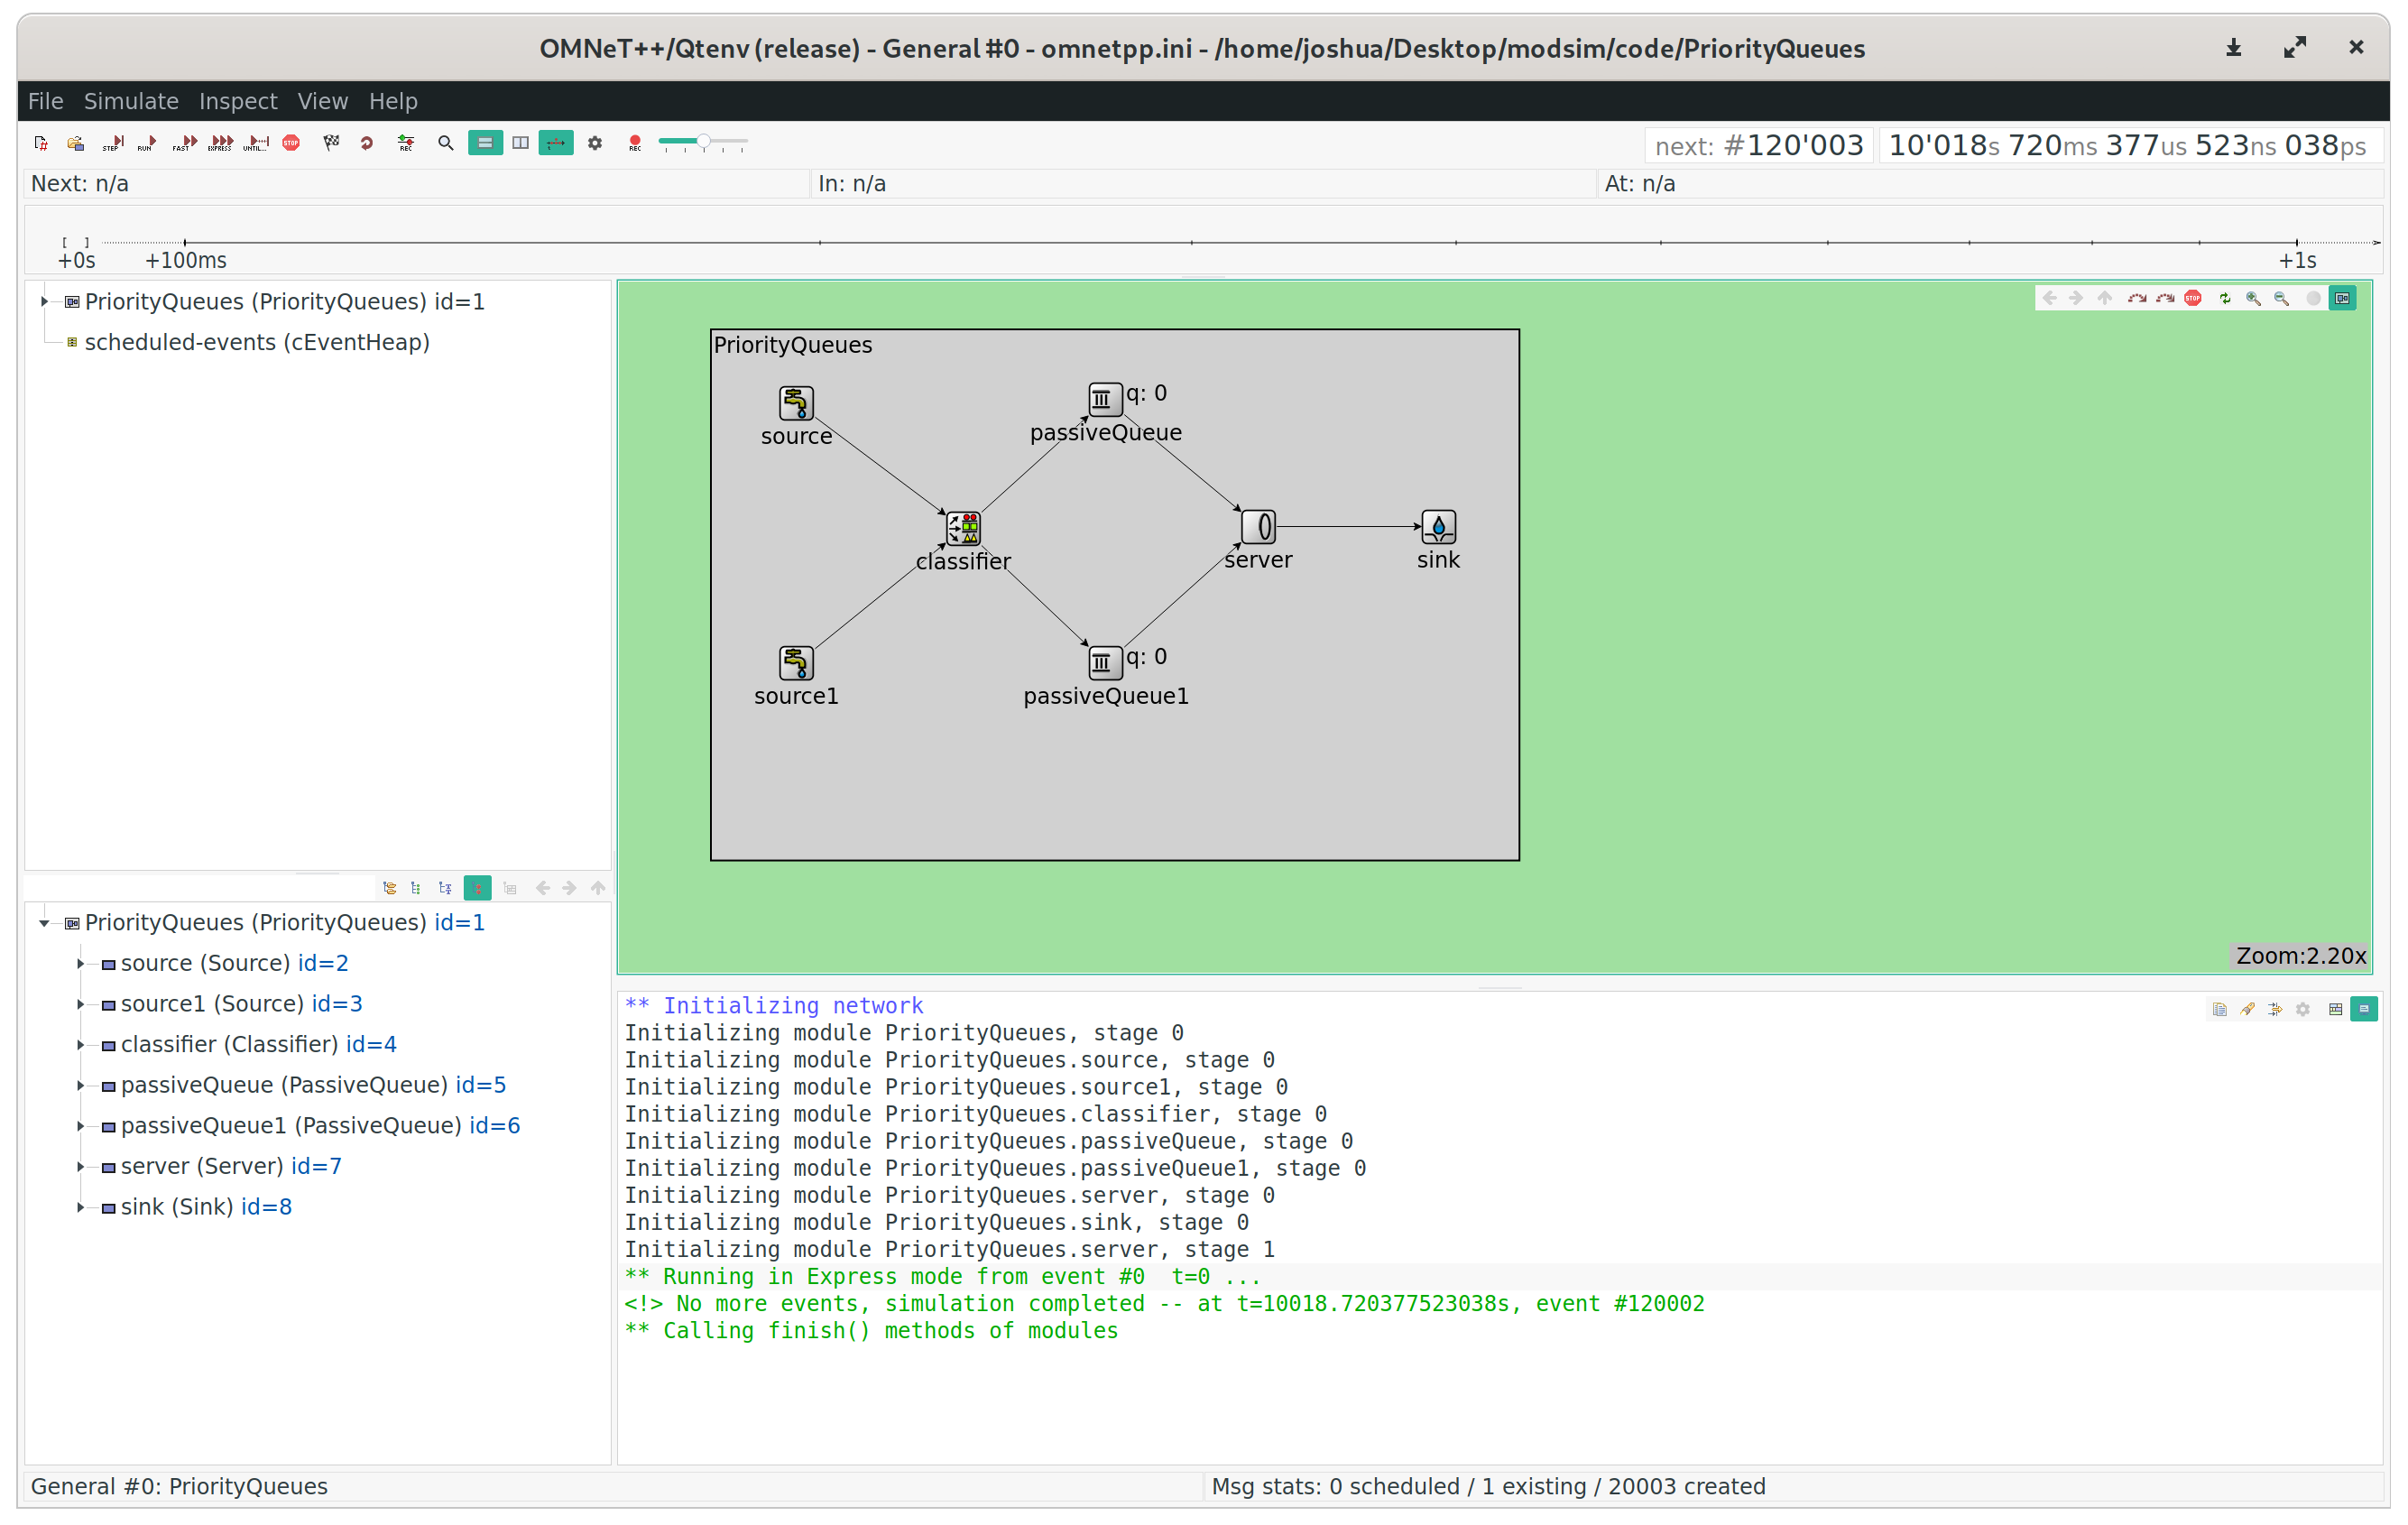 OMNeT++/Qtenv (release) - General #0 - omnetpp.ini - /home/joshua/Desktop/modsim/code/PriorityQueues
File Simulate Inspect View Help
STEP RUN FAST EXPRESS UNTIL... STOP REC REC next: #120'003 10'018s 720ms 377us 523ns 038ps
Next: n/a In: n/a At: n/a
[ ]
+0s +100ms +1s
PriorityQueues (PriorityQueues) id=1
scheduled-events (cEventHeap)
STOP
PriorityQueues
q: 0
source passiveQueue
classifier server sink
q: 0
source1 passiveQueue1
Zoom:2.20x
PriorityQueues (PriorityQueues) id=1
source (Source) id=2
source1 (Source) id=3
classifier (Classifier) id=4
passiveQueue (PassiveQueue) id=5
passiveQueue1 (PassiveQueue) id=6
server (Server) id=7
sink (Sink) id=8
** Initializing network
Initializing module PriorityQueues, stage 0
Initializing module PriorityQueues.source, stage 0
Initializing module PriorityQueues.source1, stage 0
Initializing module PriorityQueues.classifier, stage 0
Initializing module PriorityQueues.passiveQueue, stage 0
Initializing module PriorityQueues.passiveQueue1, stage 0
Initializing module PriorityQueues.server, stage 0
Initializing module PriorityQueues.sink, stage 0
Initializing module PriorityQueues.server, stage 1
** Running in Express mode from event #0  t=0 ...
<!> No more events, simulation completed -- at t=10018.720377523038s, event #120002
** Calling finish() methods of modules
General #0: PriorityQueues Msg stats: 0 scheduled / 1 existing / 20003 created